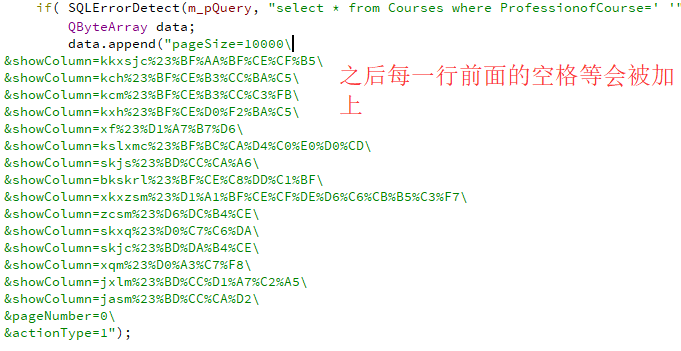 if( SQLErrorDetect(m_pQuery, "select * from Courses where ProfessionofCourse=' '"
QByteArray data;
data.append("pageSize=10000\
&showColumn=kkxsjc%23%BF%AA%BF%CE%CF%B5\
&showColumn=kch%23%BF%CE%B3%CC%BA%C5\
&showColumn=kcm%23%BF%CE%B3%CC%C3%FB\
&showColumn=kxh%23%BF%CE%D0%F2%BA%C5\
&showColumn=xf%23%D1%A7%B7%D6\
&showColumn=kslxmc%23%BF%BC%CA%D4%C0%E0%D0%CD\
&showColumn=skjs%23%BD%CC%CA%A6\
&showColumn=bkskrl%23%BF%CE%C8%DD%C1%BF\
&showColumn=xkxzsm%23%D1%A1%BF%CE%CF%DE%D6%C6%CB%B5%C3%F7\
&showColumn=zcsm%23%D6%DC%B4%CE\
&showColumn=skxq%23%D0%C7%C6%DA\
&showColumn=skjc%23%BD%DA%B4%CE\
&showColumn=xqm%23%D0%A3%C7%F8\
&showColumn=jxlm%23%BD%CC%D1%A7%C2%A5\
&showColumn=jasm%23%BD%CC%CA%D2\
&pageNumber=0\
&actionType=1");
之后每一行前面的空格等会被加
上